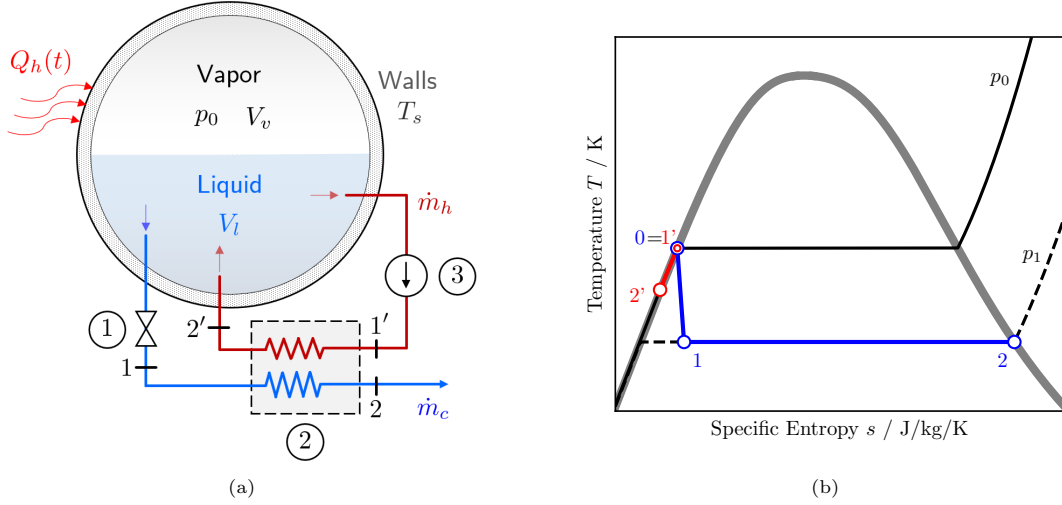 Q_h(t)
Vapor
p_0 V_v
Walls
T_s
Liquid
V_l
ṁ_h
3
1
2′
1′
1
2
ṁ_c
2
(a)
Temperature T / K
p_0
0=1'
2'
p_1
1
2
Specific Entropy s / J/kg/K
(b)